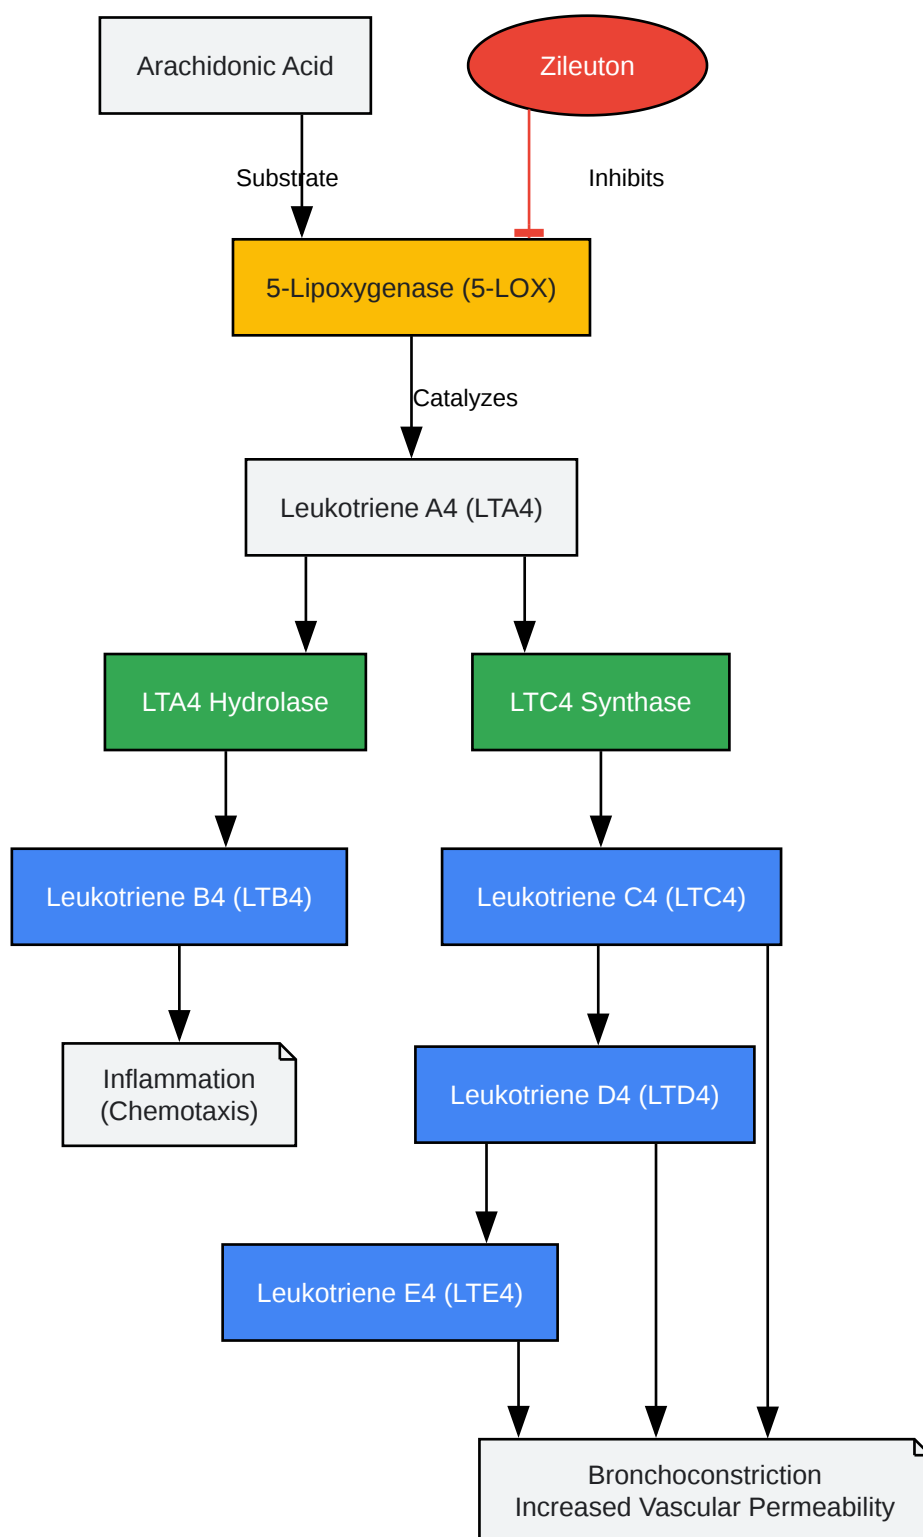 Arachidonic Acid
Zileuton
Substrate
Inhibits
5-Lipoxygenase (5-LOX)
Catalyzes
Leukotriene A4 (LTA4)
LTA4 Hydrolase
LTC4 Synthase
Leukotriene B4 (LTB4)
Leukotriene C4 (LTC4)
Inflammation
(Chemotaxis)
Leukotriene D4 (LTD4)
Leukotriene E4 (LTE4)
Bronchoconstriction
Increased Vascular Permeability